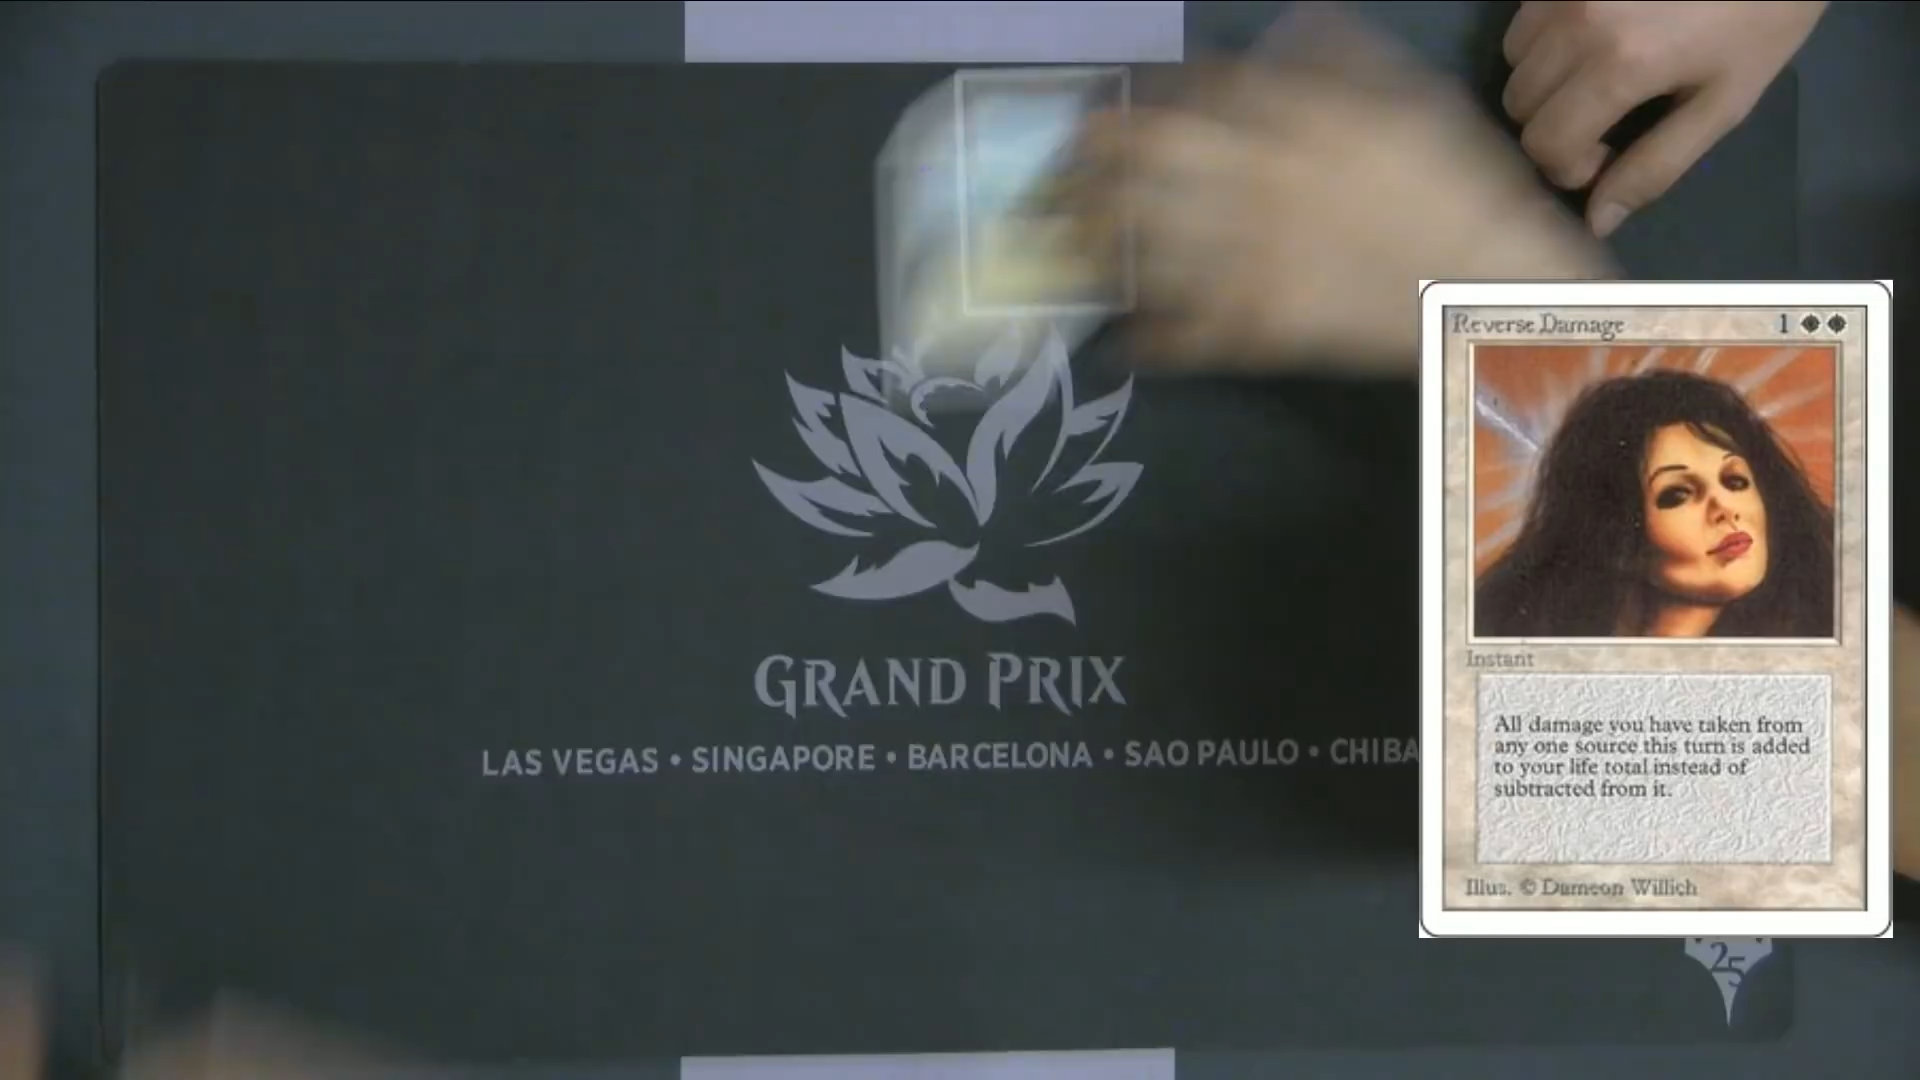 GRAND PRIX
LAS VEGAS • SINGAPORE • BARCELONA • SAO PAULO • CHIBA
Reverse Damage 1
Instant
All damage you have taken from
any one source this turn is added
to your life total instead of
subtracted from it.
Illus. © Dameon Willich
25